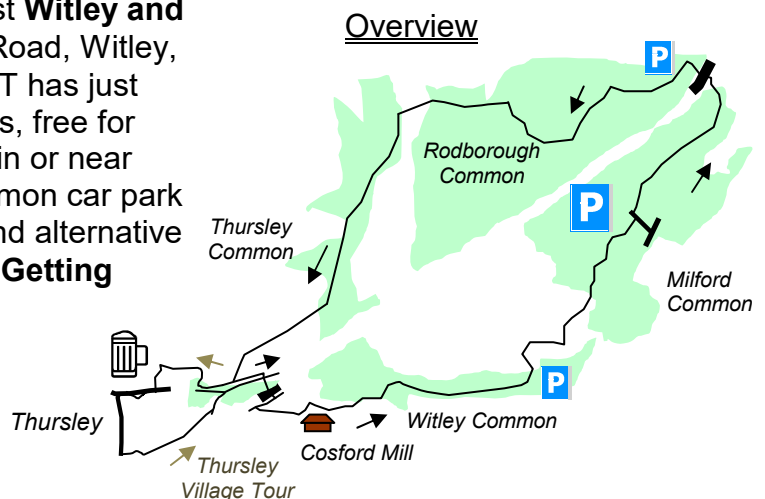 st Witley and
Road, Witley,
T has just
s, free for
in or near
mon car park
nd alternative
Getting
Overview
P
Rodborough
Common
P
Thursley
Common
Milford
Common
P
Thursley
Witley Common
Cosford Mill
Thursley
Village Tour